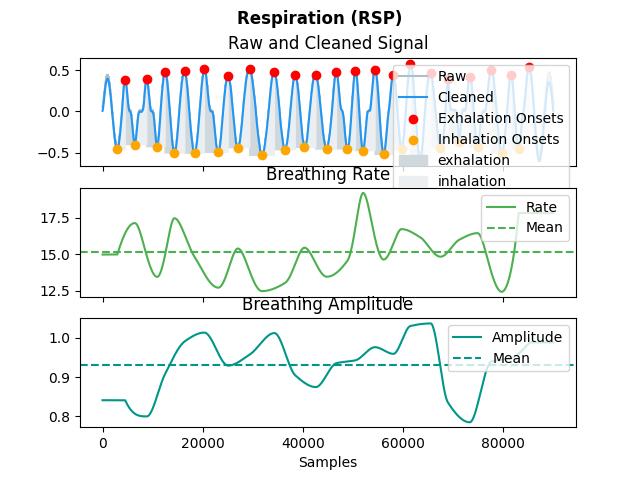 Respiration (RSP)
Raw and Cleaned Signal
0.5
0.0
−0.5
Raw
Cleaned
Exhalation Onsets
Inhalation Onsets
exhalation
inhalation
Breathing Rate
17.5
15.0
12.5
Rate
Mean
Breathing Amplitude
1.0
0.9
0.8
Amplitude
Mean
0 20000 40000 60000 80000
Samples